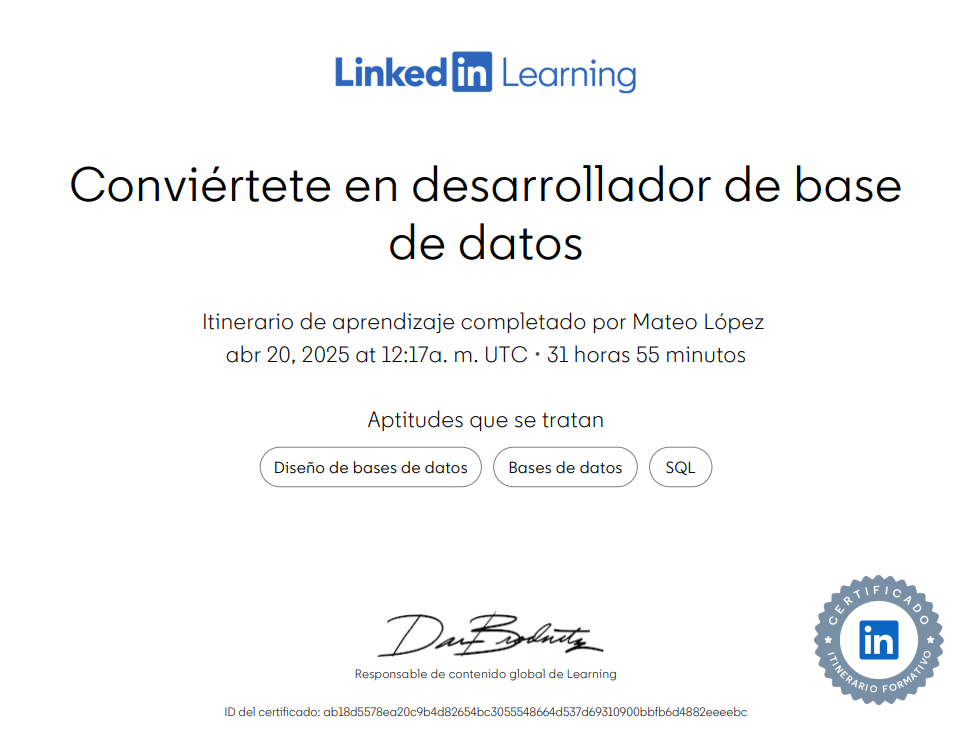 LinkedIn Learning
Conviértete en desarrollador de base
de datos
Itinerario de aprendizaje completado por Mateo López
abr 20, 2025 at 12:17a. m. UTC • 31 horas 55 minutos
Aptitudes que se tratan
Diseño de bases de datos
Bases de datos
SQL
Dan Brodnitz
Responsable de contenido global de Learning
CERTIFICADO
in
ITINERARIO FORMATIVO
ID del certificado: ab18d5578ea20c9b4d82654bc3055548664d537d69310900bbfb6d4882eeeebc